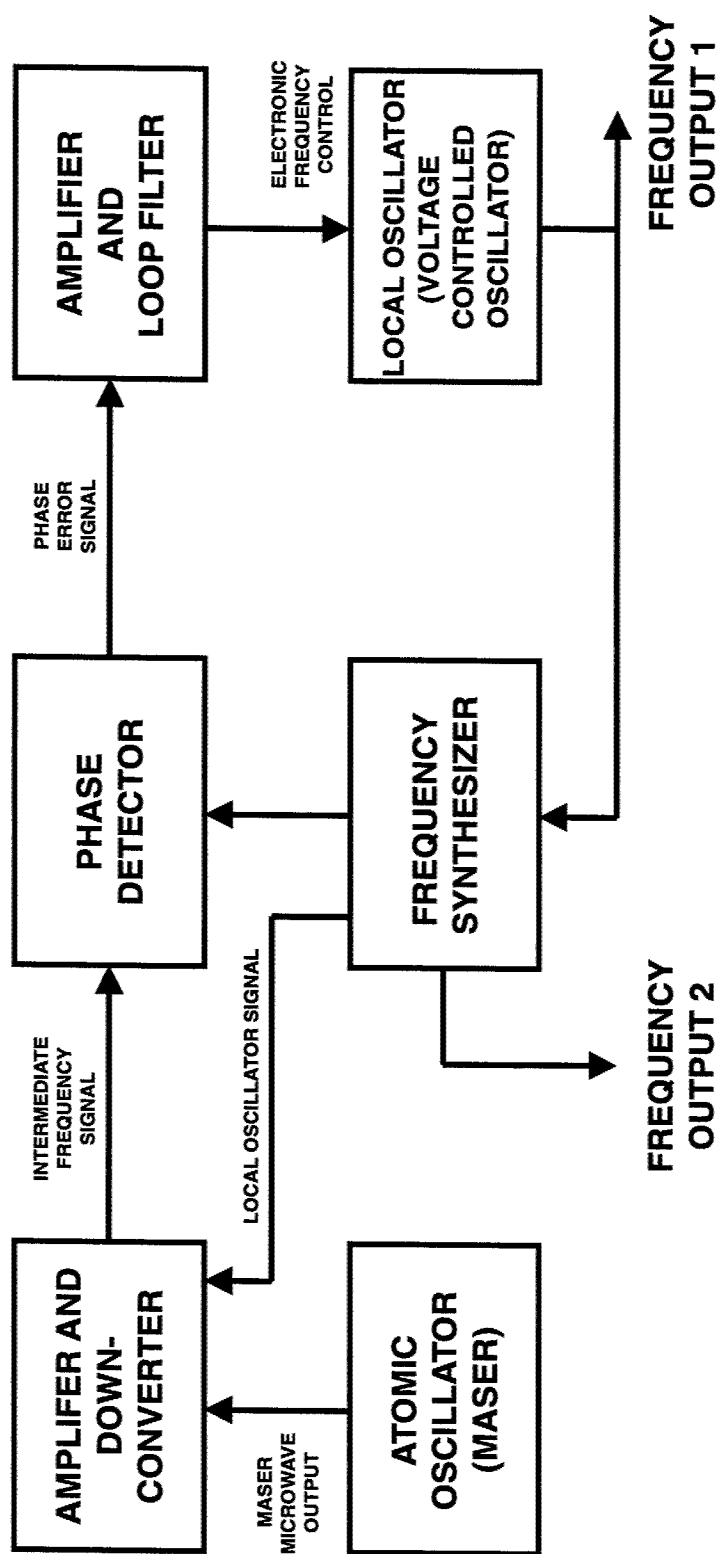 AMPLIFER AND
DOWN-
CONVERTER
INTERMEDIATE
FREQUENCY
SIGNAL
PHASE
DETECTOR
PHASE
ERROR
SIGNAL
AMPLIFIER
AND
LOOP FILTER
MASER
MICROWAVE
OUTPUT
LOCAL OSCILLATOR SIGNAL
ELECTRONIC
FREQUENCY
CONTROL
ATOMIC
OSCILLATOR
(MASER)
FREQUENCY
SYNTHESIZER
LOCAL OSCILLATOR
(VOLTAGE
CONTROLLED
OSCILLATOR)
FREQUENCY
OUTPUT 2
FREQUENCY
OUTPUT 1